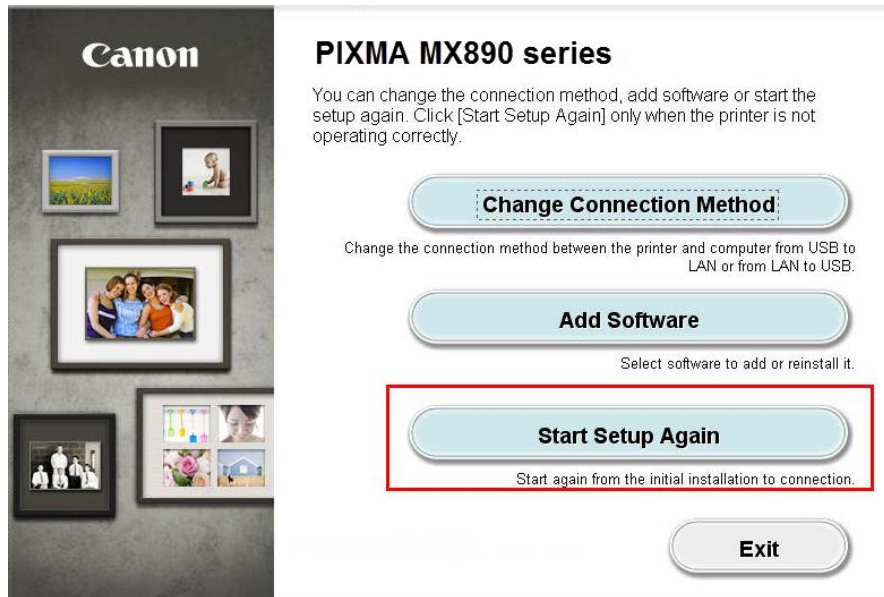 Canon
PIXMA MX890 series
You can change the connection method, add software or start the
setup again. Click [Start Setup Again] only when the printer is not
operating correctly.
Change Connection Method
Change the connection method between the printer and computer from USB to
LAN or from LAN to USB.
Add Software
Select software to add or reinstall it.
Start Setup Again
Start again from the initial installation to connection.
Exit